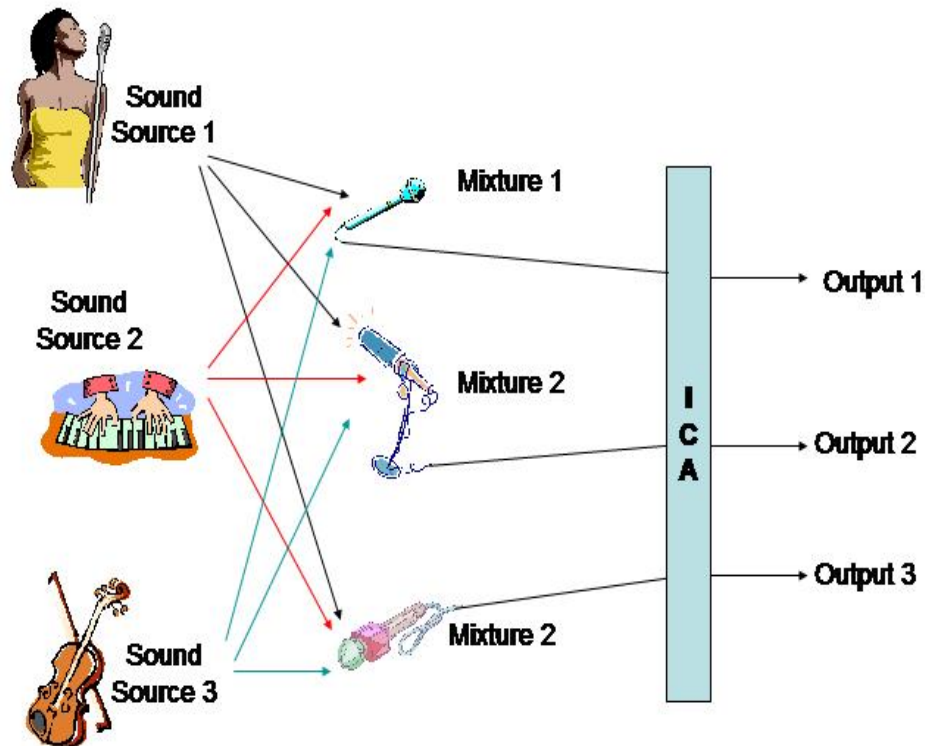 Sound
Source 1
Mixture 1
Output 1
Sound
Source 2
Mixture 2
I
C
A
Output 2
Output 3
Mixture 2
Sound
Source 3